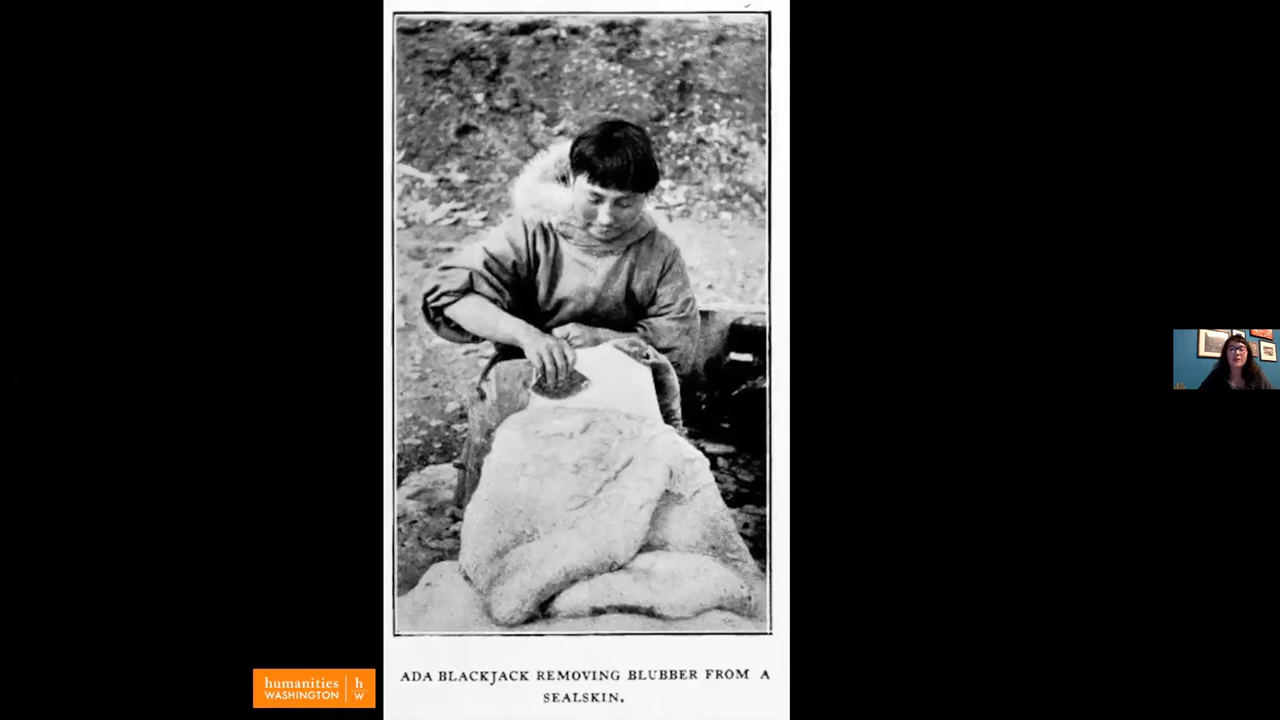 humanities
WASHINGTON
h
w
ADA BLACKJACK REMOVING BLUBBER FROM A
SEALSKIN.